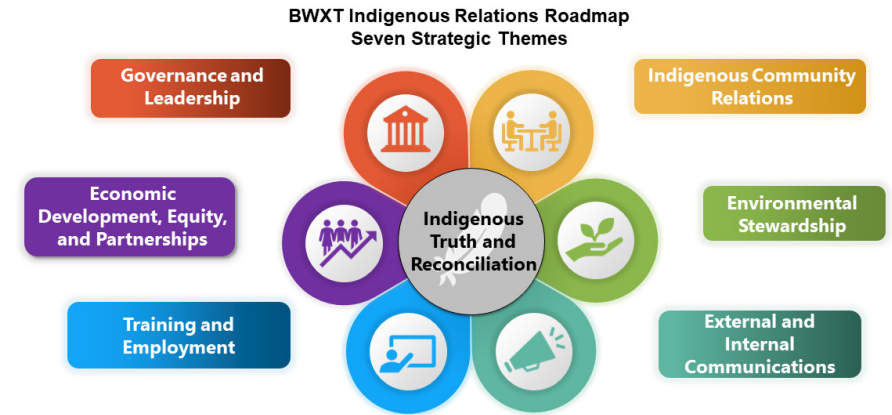 BWXT Indigenous Relations Roadmap
Seven Strategic Themes
Governance and
Leadership
Indigenous Community
Relations
Economic
Development, Equity,
and Partnerships
Indigenous
Truth and
Reconciliation
Environmental
Stewardship
Training and
Employment
External and
Internal
Communications